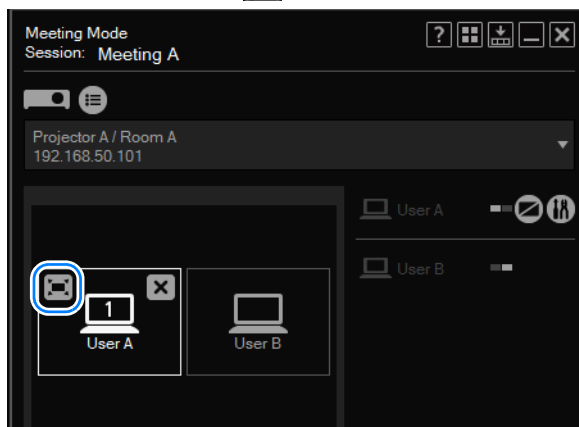 Meeting Mode
Session: Meeting A
?
Projector A / Room A
192.168.50.101
User A
User B
1
User A
User B